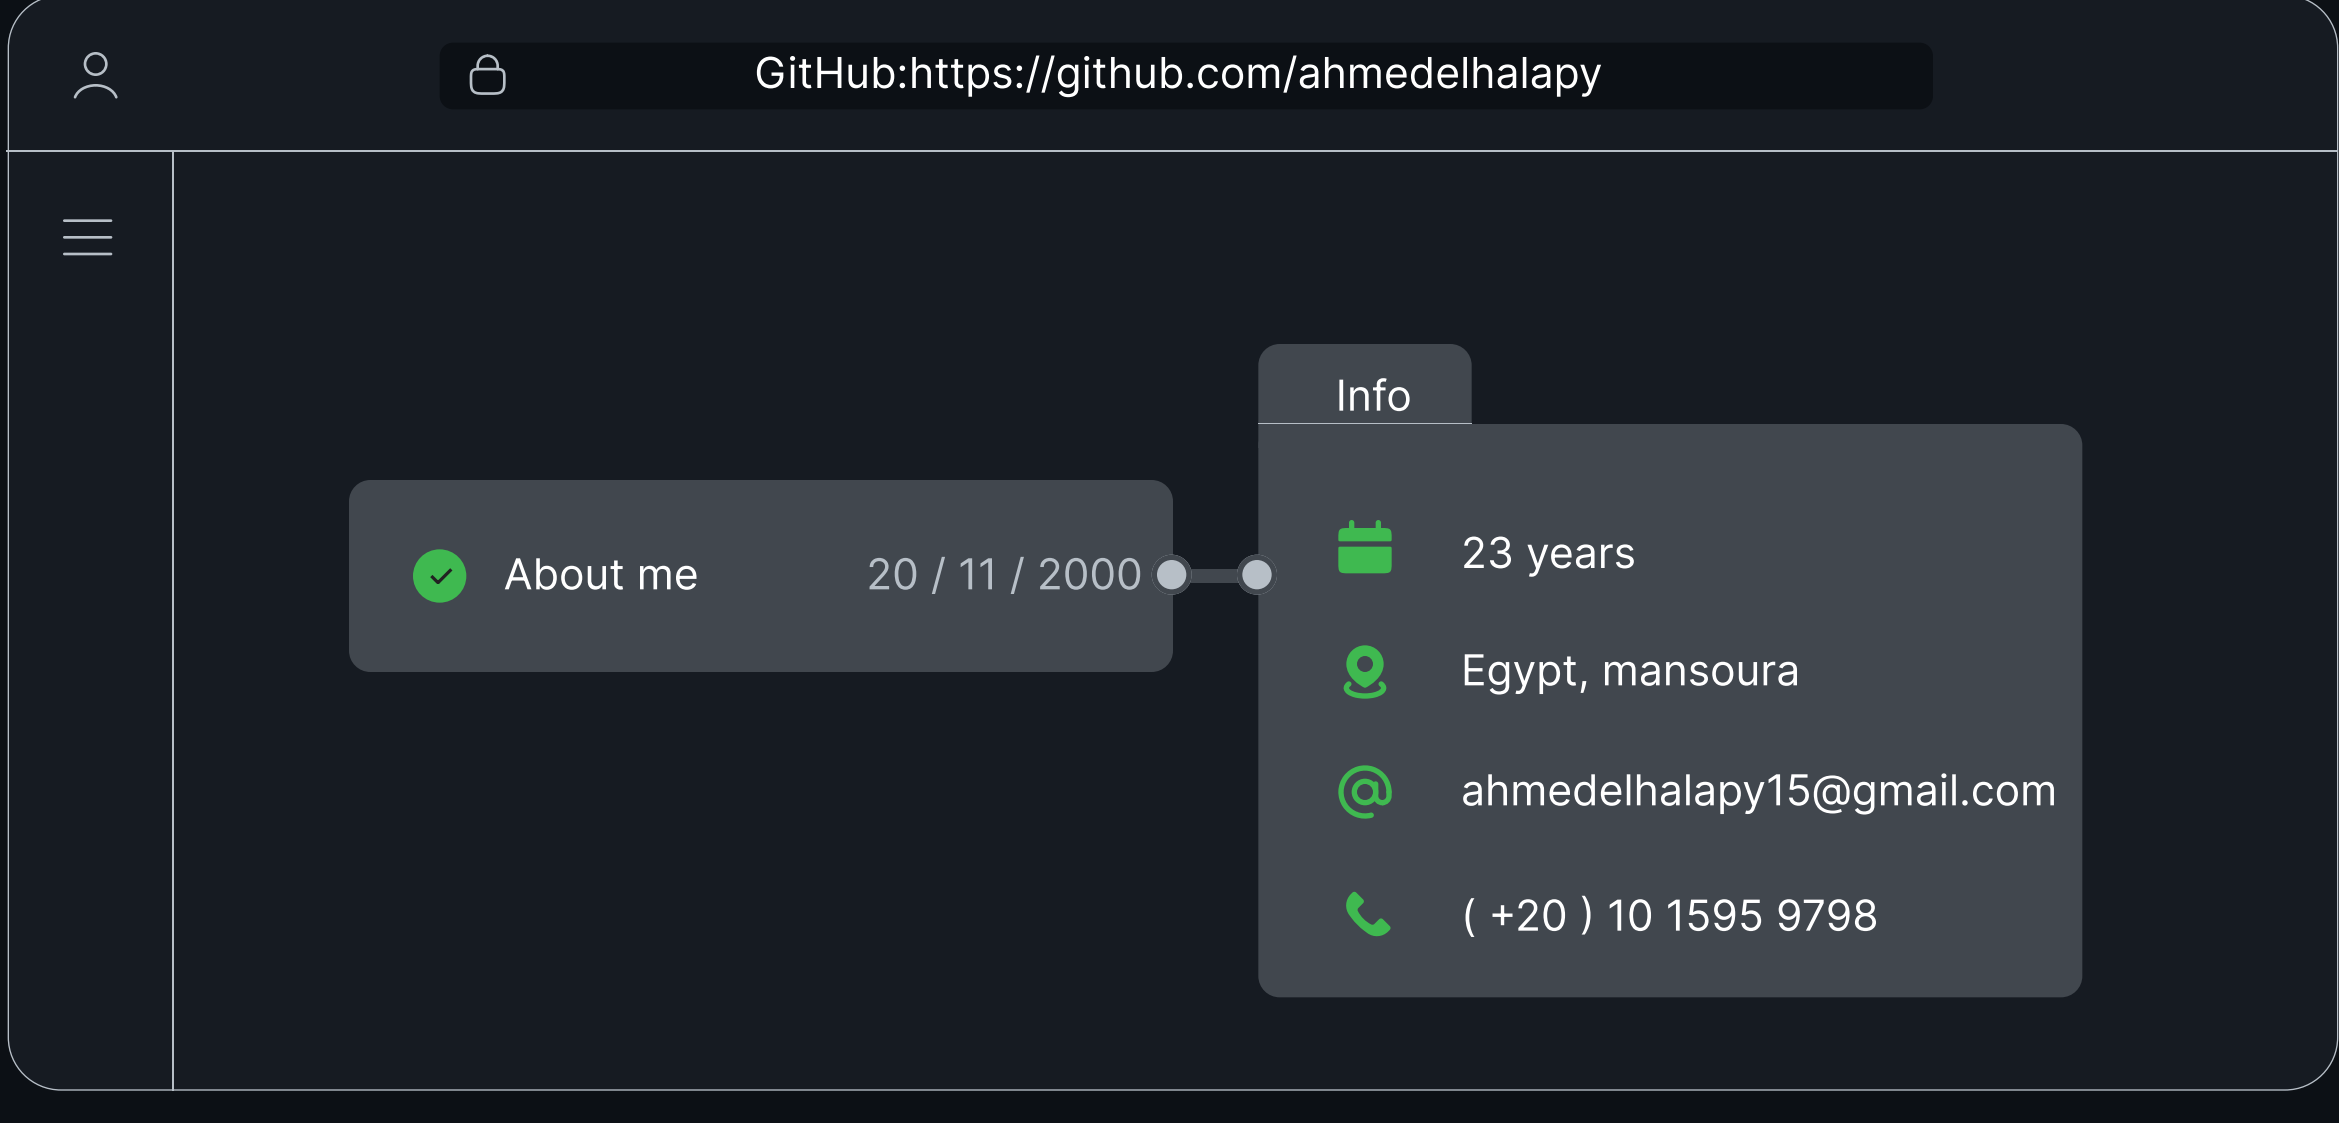 GitHub:https://github.com/ahmedelhalapy
About me
20 / 11 / 2000
Info
23 years
Egypt, mansoura
ahmedelhalapy15@gmail.com
( +20 ) 10 1595 9798